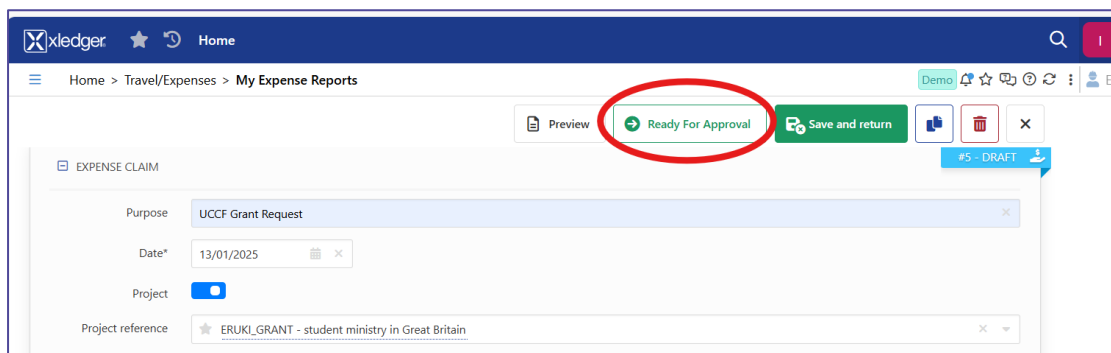 xledger Home I
Home > Travel/Expenses > My Expense Reports Demo E
Preview Ready For Approval Save and return
#5 - DRAFT
EXPENSE CLAIM
Purpose UCCF Grant Request
Date* 13/01/2025
Project
Project reference ERUKI_GRANT - student ministry in Great Britain